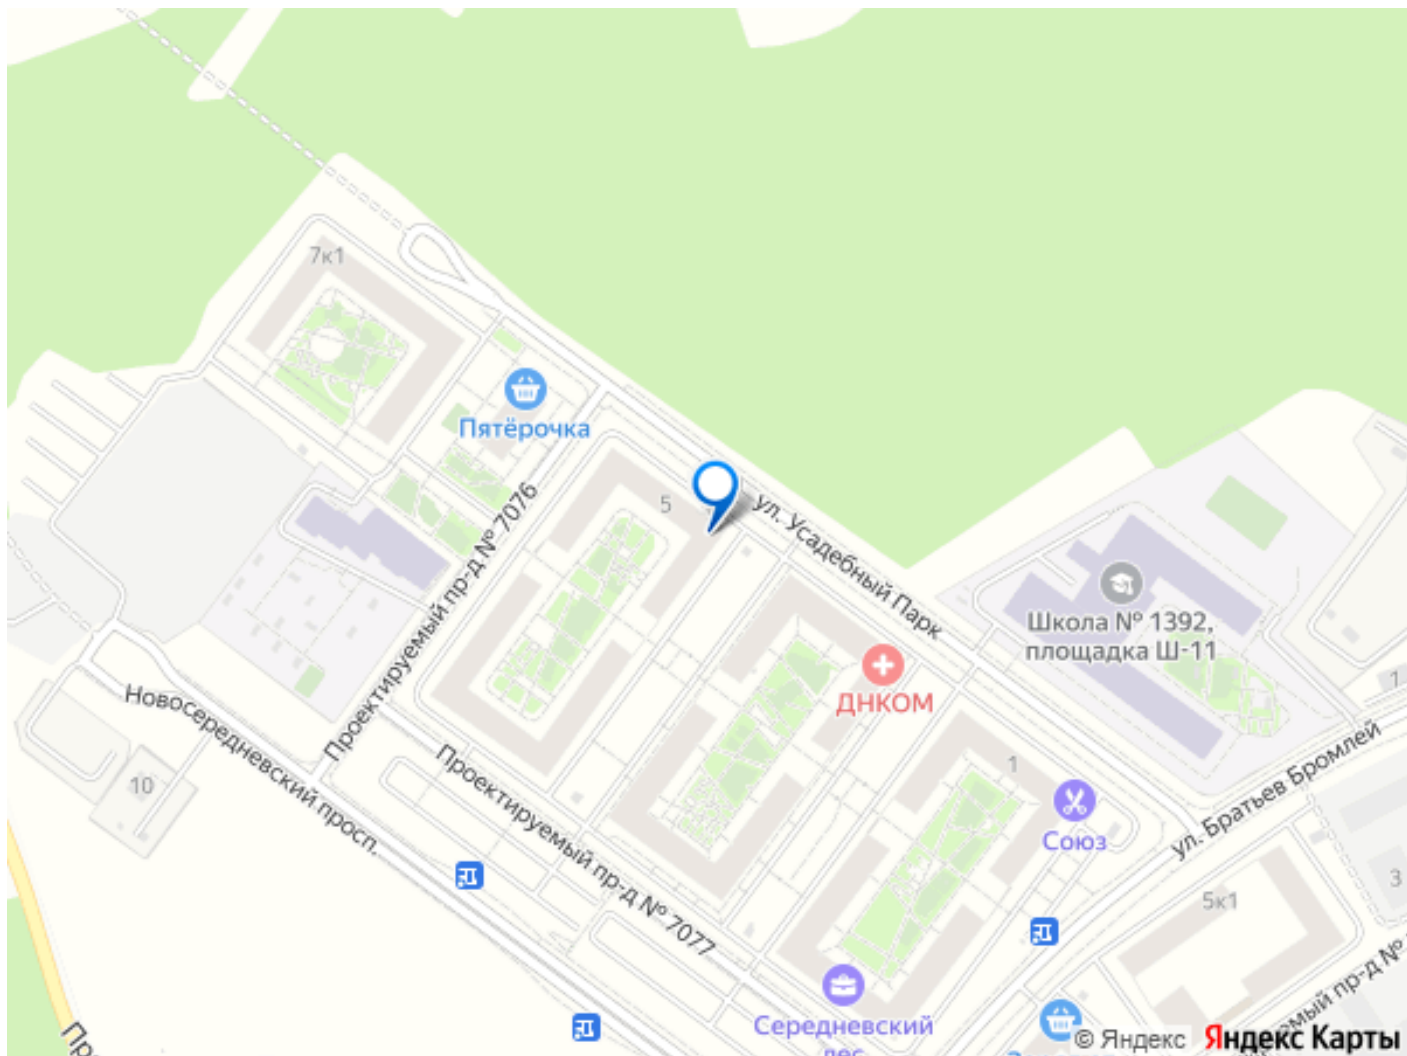 7к1
Пятёрочка
5
Проектируемый пр-д № 7076
ул. Усадебный Парк
Школа № 1392,
площадка Ш-11
ДНКОМ
Новосередневский просп.
10
Проектируемый пр-д № 7077
1
1
Союз
ул. Братьев Бромлей
3
5к1
Середневский
лес
© Яндекс Яндекс Карты